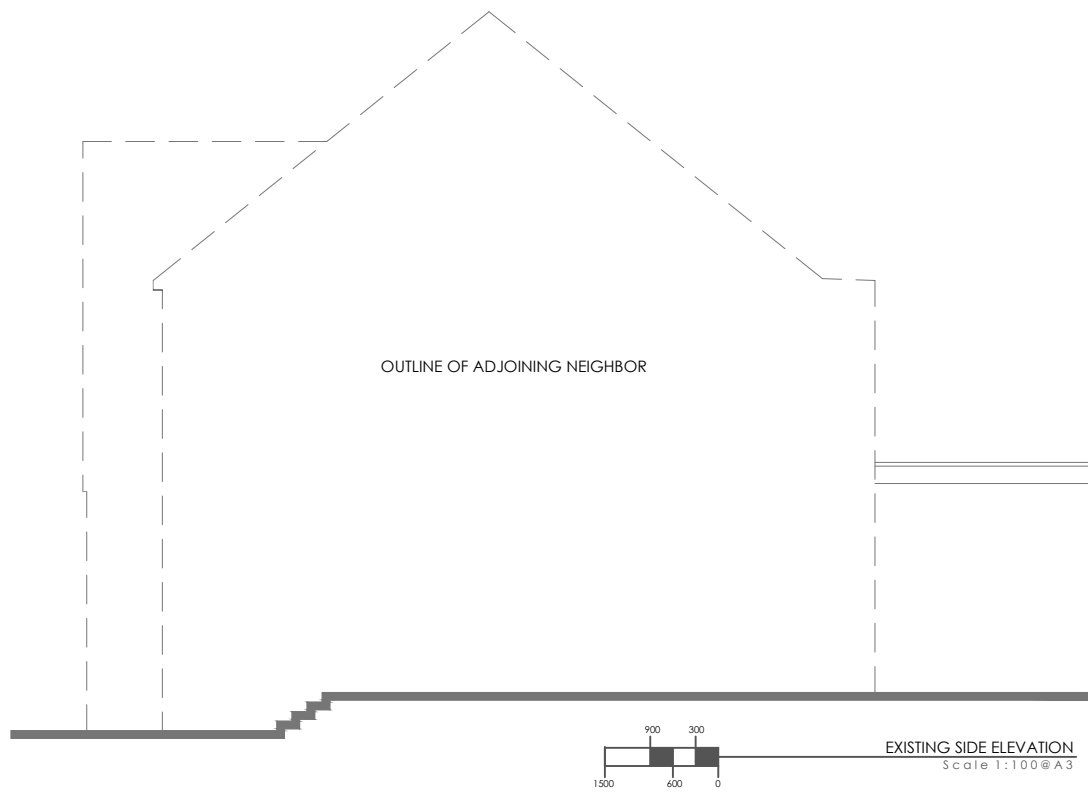 OUTLINE OF ADJOINING NEIGHBOR
900 300
1500 600 0
EXISTING SIDE ELEVATION
Scale 1:100@A3